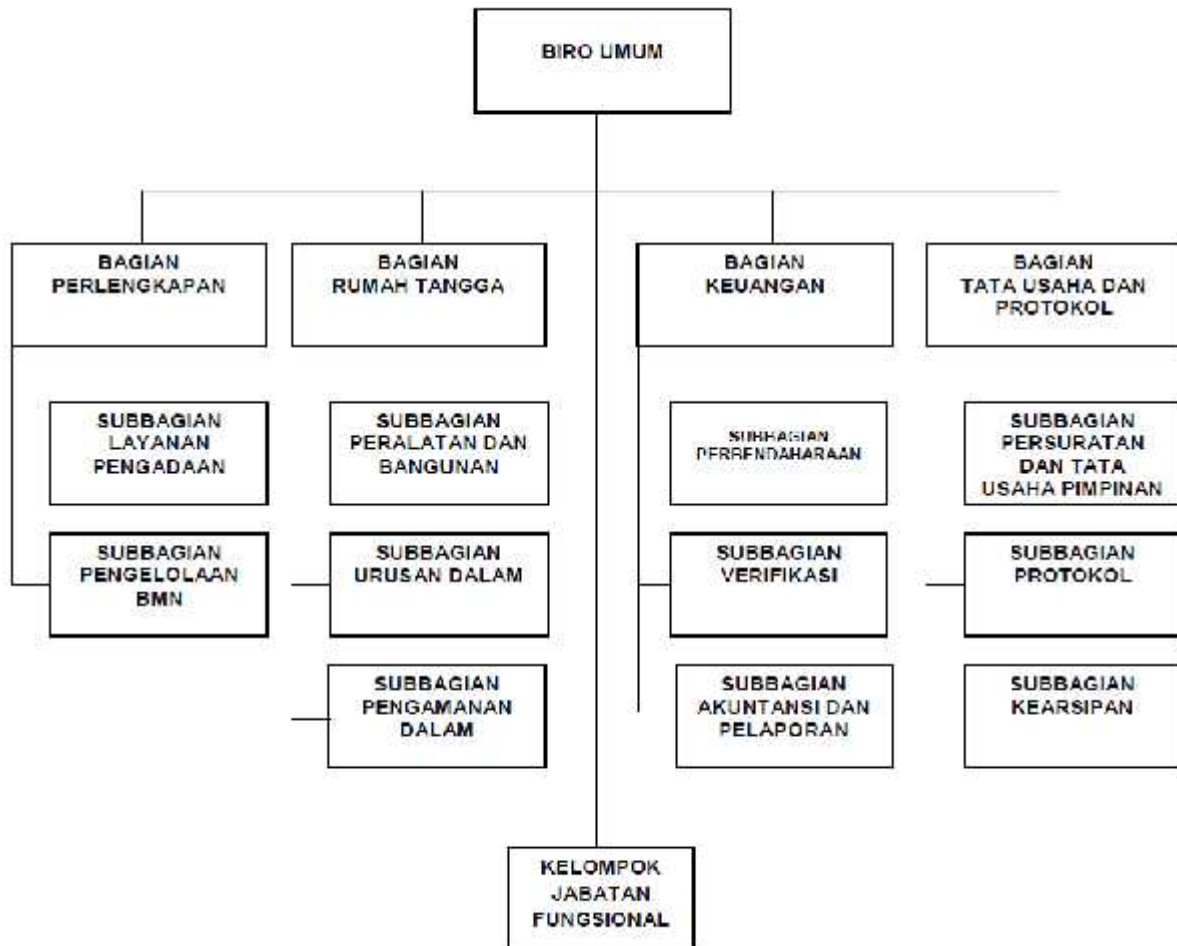 BIRO UMUM
BAGIAN
PERLENGKAPAN
BAGIAN
RUMAH TANGGA
BAGIAN
KEUANGAN
BAGIAN
TATA USAHA DAN
PROTOKOL
SUBBAGIAN
LAYANAN
PENGADAAN
SUBBAGIAN
PERALATAN DAN
BANGUNAN
SUBBAGIAN
PERBENDAHARAAN
SUBBAGIAN
PERSURATAN
DAN TATA
USAHA PIMPINAN
SUBBAGIAN
PENGELOLAAN
BMN
SUBBAGIAN
URUSAN DALAM
SUBBAGIAN
VERIFIKASI
SUBBAGIAN
PROTOKOL
SUBBAGIAN
PENGAMANAN
DALAM
SUBBAGIAN
AKUNTANSI DAN
PELAPORAN
SUBBAGIAN
KEARSIPAN
KELOMPOK
JABATAN
FUNGSIONAL